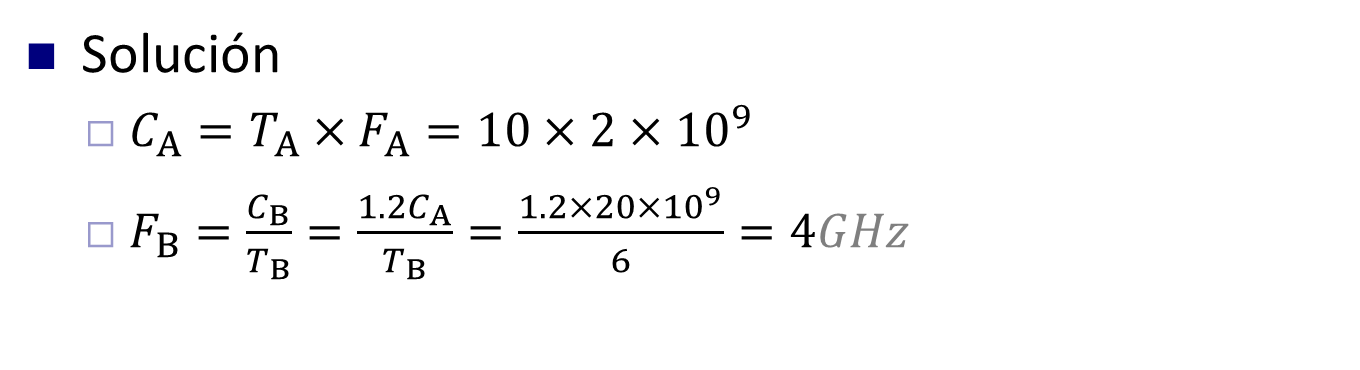 Solución
C_A = T_A × F_A = 10 × 2 × 10^9
F_B = C_B/T_B = 1.2C_A/T_B = 1.2×20×10^9/6 = 4GHz